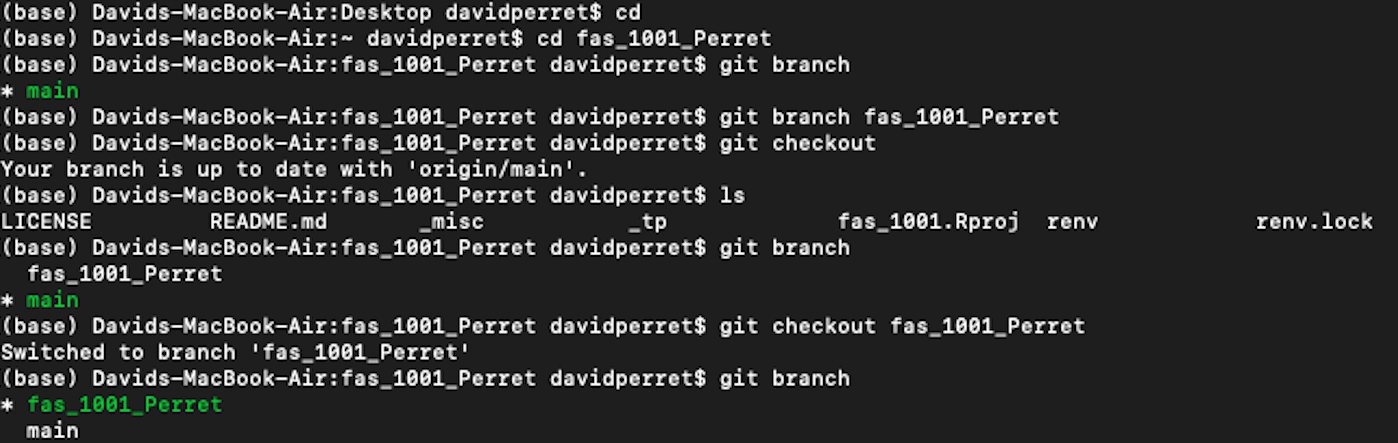 (base) Davids-MacBook-Air:Desktop davidperret$ cd
(base) Davids-MacBook-Air:~ davidperret$ cd fas_1001_Perret
(base) Davids-MacBook-Air:fas_1001_Perret davidperret$ git branch
* main
(base) Davids-MacBook-Air:fas_1001_Perret davidperret$ git branch fas_1001_Perret
(base) Davids-MacBook-Air:fas_1001_Perret davidperret$ git checkout
Your branch is up to date with 'origin/main'.
(base) Davids-MacBook-Air:fas_1001_Perret davidperret$ ls
LICENSE README.md _misc _tp fas_1001.Rproj renv renv.lock
(base) Davids-MacBook-Air:fas_1001_Perret davidperret$ git branch
fas_1001_Perret
* main
(base) Davids-MacBook-Air:fas_1001_Perret davidperret$ git checkout fas_1001_Perret
Switched to branch 'fas_1001_Perret'
(base) Davids-MacBook-Air:fas_1001_Perret davidperret$ git branch
* fas_1001_Perret
main